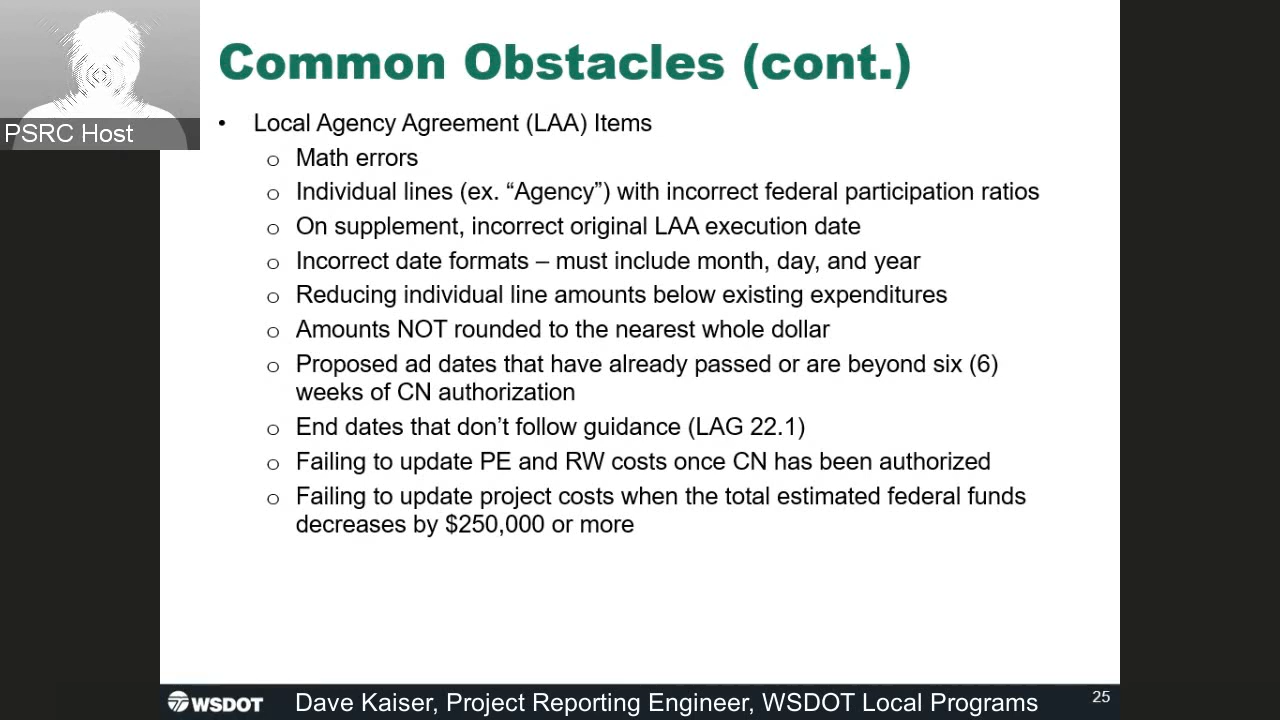 Common Obstacles (cont.)
PSRC Host
• Local Agency Agreement (LAA) Items
o Math errors
o Individual lines (ex. “Agency”) with incorrect federal participation ratios
o On supplement, incorrect original LAA execution date
o Incorrect date formats – must include month, day, and year
o Reducing individual line amounts below existing expenditures
o Amounts NOT rounded to the nearest whole dollar
o Proposed ad dates that have already passed or are beyond six (6)
weeks of CN authorization
o End dates that don’t follow guidance (LAG 22.1)
o Failing to update PE and RW costs once CN has been authorized
o Failing to update project costs when the total estimated federal funds
decreases by $250,000 or more
WSDOT Dave Kaiser, Project Reporting Engineer, WSDOT Local Programs 25